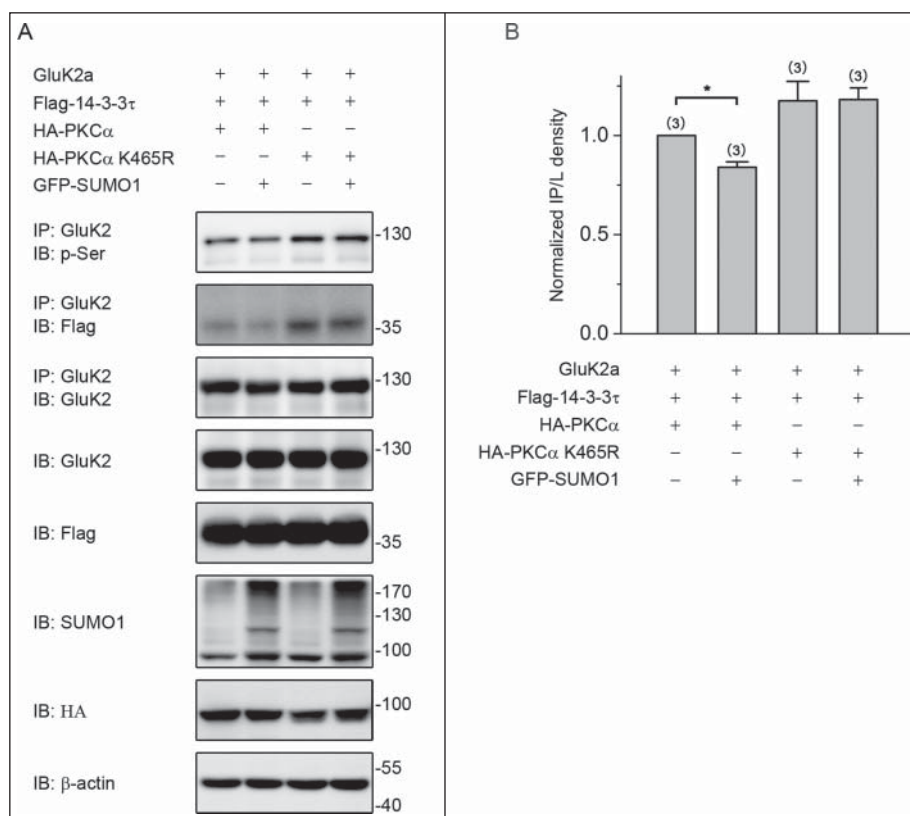 A
GluK2a + + + +
Flag-14-3-3τ + + + +
HA-PKCα + + – –
HA-PKCα K465R – – + +
GFP-SUMO1 – + – +
IP: GluK2
IB: p-Ser
-130
IP: GluK2
IB: Flag
-35
IP: GluK2
IB: GluK2
-130
IB: GluK2
-130
IB: Flag
-35
IB: SUMO1
-170
-130
-100
IB: HA
-100
IB: β-actin
-55
-40
B
Normalized IP/L density
1.0
0.5
0.0
(3)
*
(3)
(3)
(3)
GluK2a + + + +
Flag-14-3-3τ + + + +
HA-PKCα + + – –
HA-PKCα K465R – – + +
GFP-SUMO1 – + – +